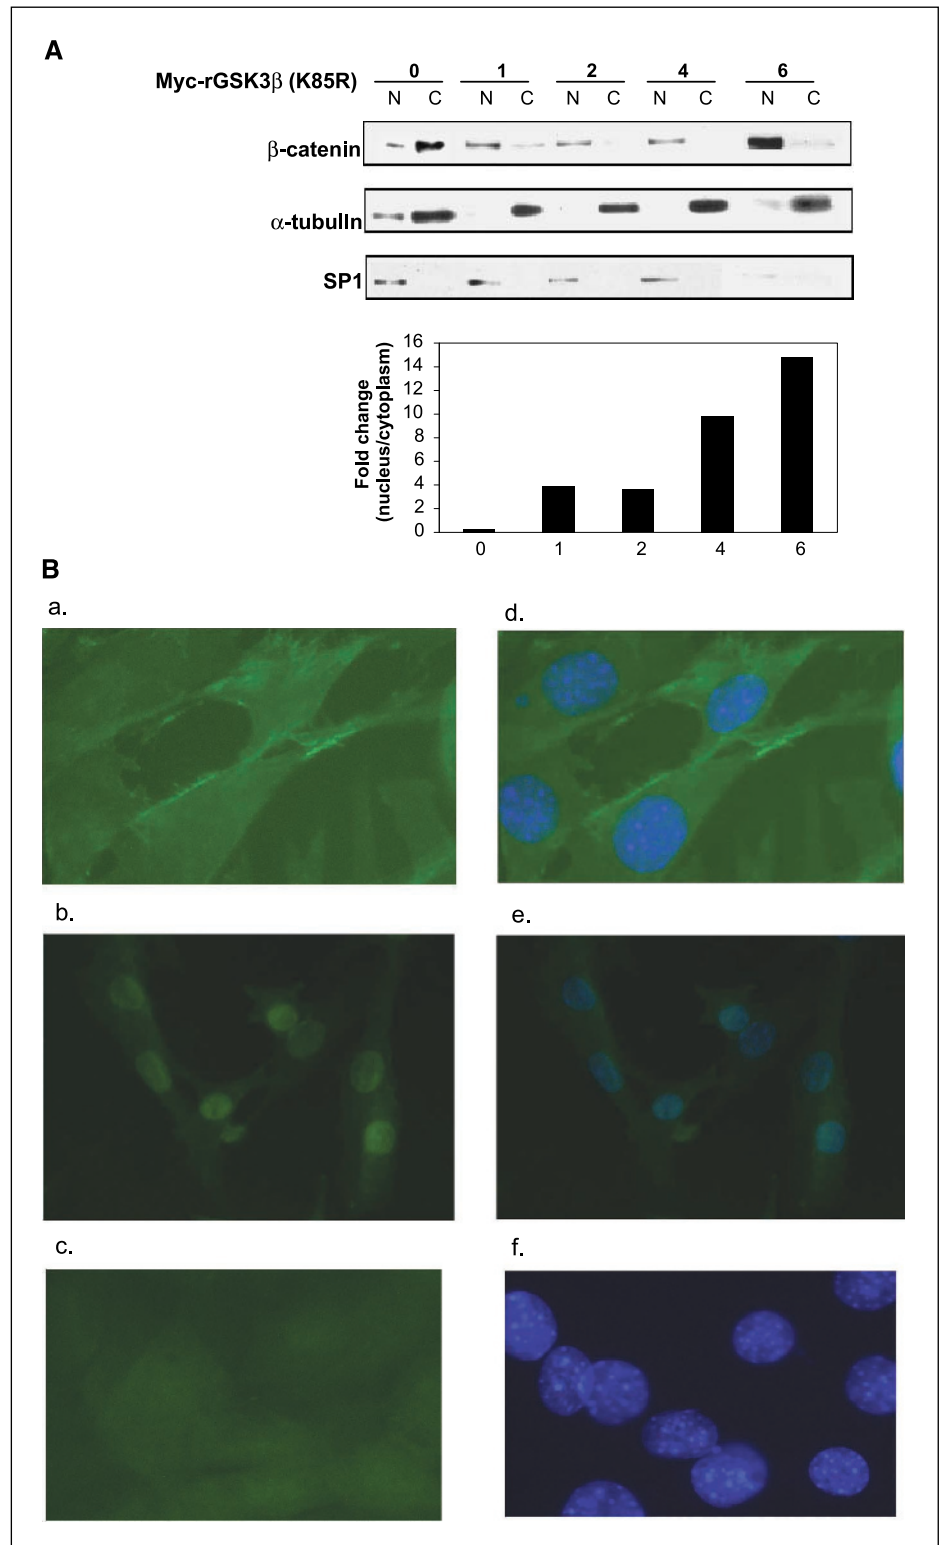 A
Myc-rGSK3β (K85R) 0 1 2 4 6
N C N C N C N C N C
β-catenin
α-tubulIn
SP1
Fold change
(nucleus/cytoplasm)
16
14
12
10
8
6
4
2
0
0 1 2 4 6
B
a. d.
b. e.
c. f.